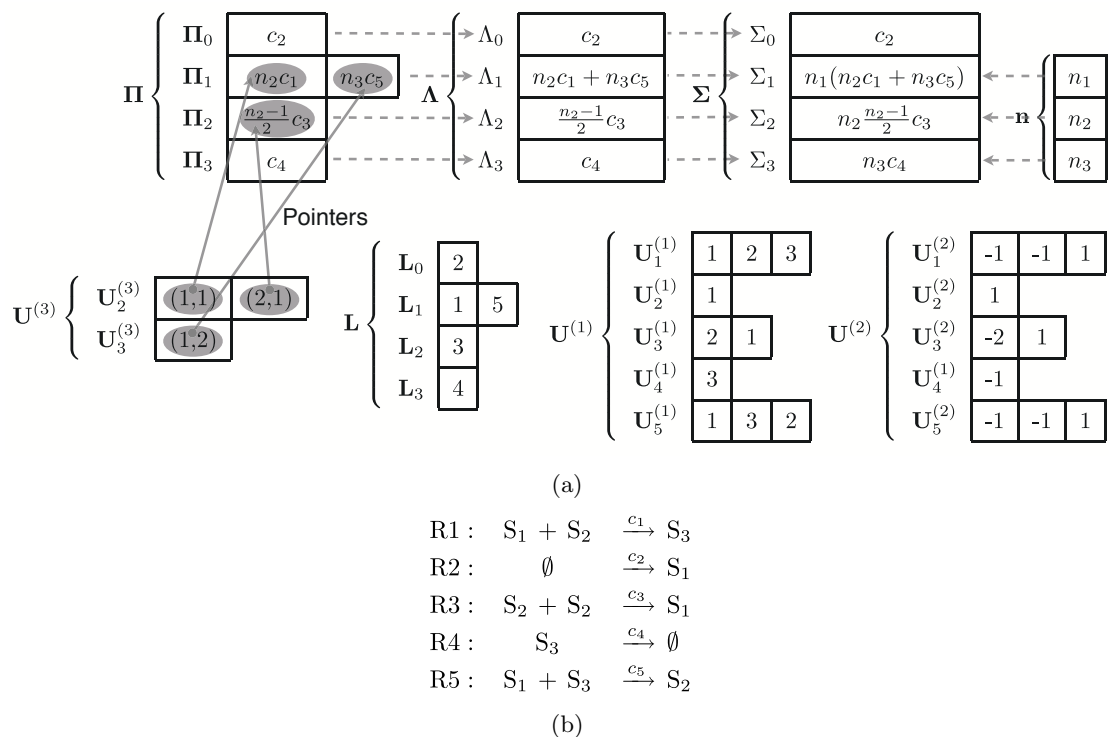 Π { Π₀ c₂ Λ { Λ₀ c₂ Σ { Σ₀ c₂
Π₁ n₂c₁ n₃c₅ Λ₁ n₂c₁ + n₃c₅ Σ₁ n₁(n₂c₁ + n₃c₅) n { n₁
Π₂ (n₂−1)/2 c₃ Λ₂ (n₂−1)/2 c₃ Σ₂ n₂ (n₂−1)/2 c₃ n₂
Π₃ c₄ Λ₃ c₄ Σ₃ n₃c₄ n₃
Pointers
U⁽³⁾ { U₂⁽³⁾ (1,1) (2,1)
U₃⁽³⁾ (1,2)
L { L₀ 2
L₁ 1 5
L₂ 3
L₃ 4
U⁽¹⁾ { U₁⁽¹⁾ 1 2 3
U₂⁽¹⁾ 1
U₃⁽¹⁾ 2 1
U₄⁽¹⁾ 3
U₅⁽¹⁾ 1 3 2
U⁽²⁾ { U₁⁽²⁾ -1 -1 1
U₂⁽²⁾ 1
U₃⁽²⁾ -2 1
U₄⁽¹⁾ -1
U₅⁽²⁾ -1 -1 1
(a)
R1 : S₁ + S₂ —c₁→ S₃
R2 : ∅ —c₂→ S₁
R3 : S₂ + S₂ —c₃→ S₁
R4 : S₃ —c₄→ ∅
R5 : S₁ + S₃ —c₅→ S₂
(b)